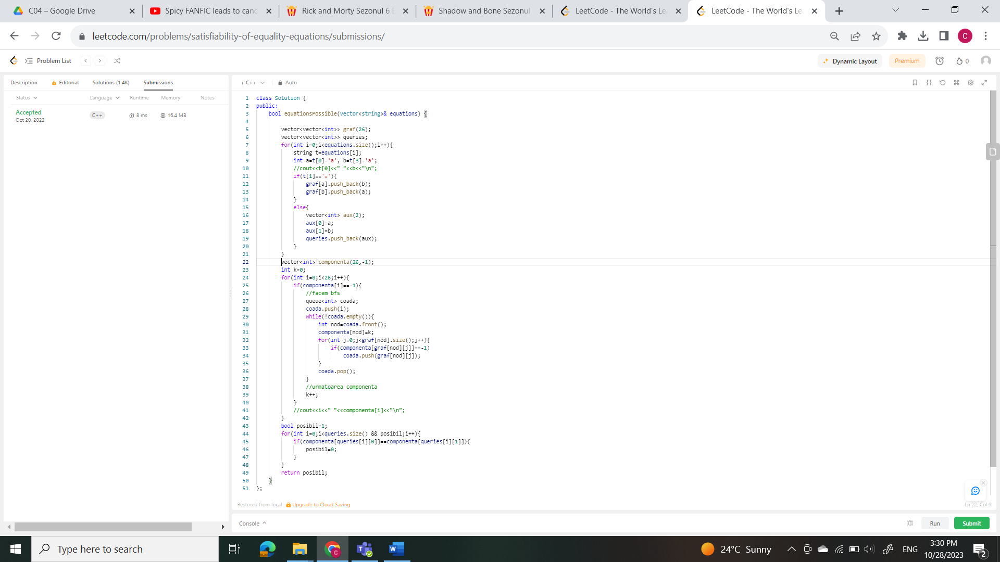 C04 – Google Drive
Spicy FANFIC leads to canc
Rick and Morty Sezonul 6 E
Shadow and Bone Sezonul
LeetCode - The World's Le
LeetCode - The World's Le
leetcode.com/problems/satisfiability-of-equality-equations/submissions/
C
Problem List
Dynamic Layout
Premium
0
Description
Editorial
Solutions (1.4K)
Submissions
i C++
Auto
Status
Language
Runtime
Memory
Notes
Accepted
Oct 20, 2023
C++
8 ms
16.4 MB
1 class Solution {
2 public:
3 bool equationsPossible(vector<string>& equations) {
4
5 vector<vector<int>> graf(26);
6 vector<vector<int>> queries;
7 for(int i=0;i<equations.size();i++){
8 string t=equations[i];
9 int a=t[0]-'a', b=t[3]-'a';
10 //cout<<t[0]<<" "<<b<<"\n";
11 if(t[1]=='='){
12 graf[a].push_back(b);
13 graf[b].push_back(a);
14 }
15 else{
16 vector<int> aux(2);
17 aux[0]=a;
18 aux[1]=b;
19 queries.push_back(aux);
20 }
21 }
22 vector<int> componenta(26,-1);
23 int k=0;
24 for(int i=0;i<26;i++){
25 if(componenta[i]==-1){
26 //facem bfs
27 queue<int> coada;
28 coada.push(i);
29 while(!coada.empty()){
30 int nod=coada.front();
31 componenta[nod]=k;
32 for(int j=0;j<graf[nod].size();j++){
33 if(componenta[graf[nod][j]]==-1)
34 coada.push(graf[nod][j]);
35 }
36 coada.pop();
37 }
38 //urmatoarea componenta
39 k++;
40 }
41 //cout<<i<<" "<<componenta[i]<<"\n";
42 }
43 bool posibil=1;
44 for(int i=0;i<queries.size() && posibil;i++){
45 if(componenta[queries[i][0]]==componenta[queries[i][1]]){
46 posibil=0;
47 }
48 }
49 return posibil;
50 }
51 };
Restored from local
Upgrade to Cloud Saving
Ln 22, Col 9
Console
Run
Submit
Type here to search
24°C Sunny
ENG
3:30 PM
10/28/2023
2